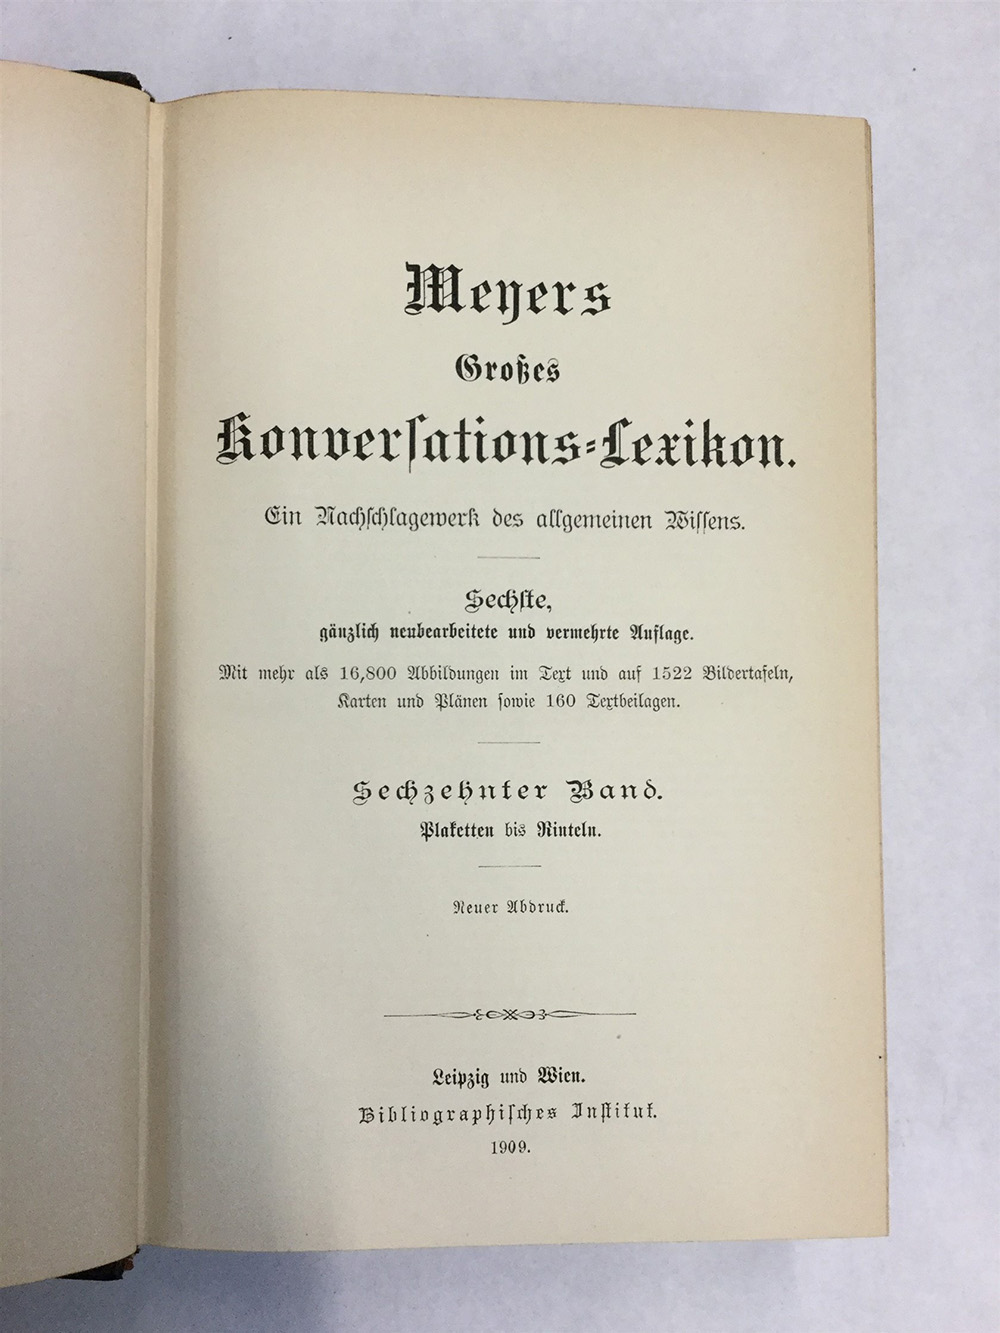 Meyers
Großes
Konverſations-Lexikon.
Ein Nachſchlagewerk des allgemeinen Wiſſens.
Sechſte,
gänzlich neubearbeitete und vermehrte Auflage.
Mit mehr als 16,800 Abbildungen im Text und auf 1522 Bildertafeln,
Karten und Plänen ſowie 160 Textbeilagen.
Sechzehnter Band.
Plaketten bis Rinteln.
Neuer Abdruck.
Leipzig und Wien.
Bibliographiſches Inſtitut.
1909.